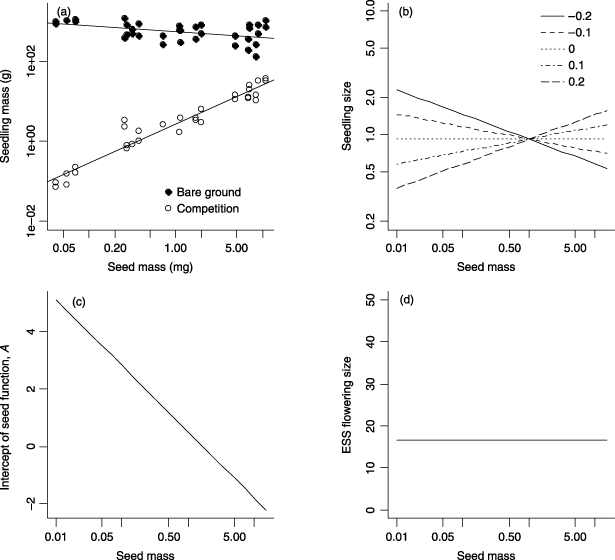 (a)
Seedling mass (g)
1e+02
1e+00
1e−02
Bare ground
Competition
0.05 0.20 1.00 5.00
Seed mass (mg)
(b)
Seedling size
10.0
5.0
2.0
1.0
0.5
0.2
−0.2
−0.1
0
0.1
0.2
0.01 0.05 0.50 5.00
Seed mass
(c)
Intercept of seed function, A
4
2
0
−2
0.01 0.05 0.50 5.00
Seed mass
(d)
ESS flowering size
50
40
30
20
10
0
0.01 0.05 0.50 5.00
Seed mass